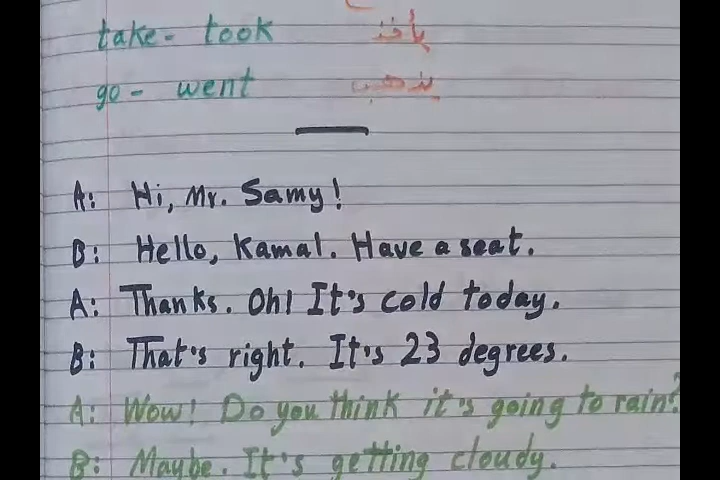 take - took يأخذ
go - went يذهب
A: Hi, Mr. Samy!
B: Hello, Kamal. Have a seat.
A: Thanks. Oh! It's cold today.
B: That's right. It's 23 degrees.
A: Wow! Do you think it's going to rain?
B: Maybe. It's getting cloudy.